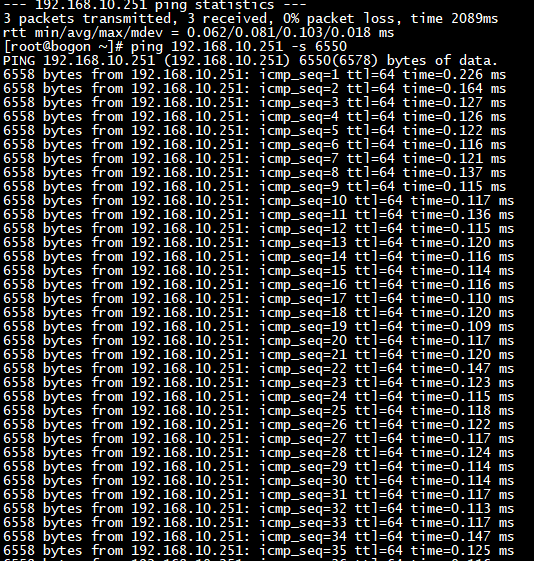 --- 192.168.10.251 ping statistics ---
3 packets transmitted, 3 received, 0% packet loss, time 2089ms
rtt min/avg/max/mdev = 0.062/0.081/0.103/0.018 ms
[root@bogon ~]# ping 192.168.10.251 -s 6550
PING 192.168.10.251 (192.168.10.251) 6550(6578) bytes of data.
6558 bytes from 192.168.10.251: icmp_seq=1 ttl=64 time=0.226 ms
6558 bytes from 192.168.10.251: icmp_seq=2 ttl=64 time=0.164 ms
6558 bytes from 192.168.10.251: icmp_seq=3 ttl=64 time=0.127 ms
6558 bytes from 192.168.10.251: icmp_seq=4 ttl=64 time=0.126 ms
6558 bytes from 192.168.10.251: icmp_seq=5 ttl=64 time=0.122 ms
6558 bytes from 192.168.10.251: icmp_seq=6 ttl=64 time=0.116 ms
6558 bytes from 192.168.10.251: icmp_seq=7 ttl=64 time=0.121 ms
6558 bytes from 192.168.10.251: icmp_seq=8 ttl=64 time=0.137 ms
6558 bytes from 192.168.10.251: icmp_seq=9 ttl=64 time=0.115 ms
6558 bytes from 192.168.10.251: icmp_seq=10 ttl=64 time=0.117 ms
6558 bytes from 192.168.10.251: icmp_seq=11 ttl=64 time=0.136 ms
6558 bytes from 192.168.10.251: icmp_seq=12 ttl=64 time=0.115 ms
6558 bytes from 192.168.10.251: icmp_seq=13 ttl=64 time=0.120 ms
6558 bytes from 192.168.10.251: icmp_seq=14 ttl=64 time=0.116 ms
6558 bytes from 192.168.10.251: icmp_seq=15 ttl=64 time=0.114 ms
6558 bytes from 192.168.10.251: icmp_seq=16 ttl=64 time=0.116 ms
6558 bytes from 192.168.10.251: icmp_seq=17 ttl=64 time=0.110 ms
6558 bytes from 192.168.10.251: icmp_seq=18 ttl=64 time=0.120 ms
6558 bytes from 192.168.10.251: icmp_seq=19 ttl=64 time=0.109 ms
6558 bytes from 192.168.10.251: icmp_seq=20 ttl=64 time=0.117 ms
6558 bytes from 192.168.10.251: icmp_seq=21 ttl=64 time=0.120 ms
6558 bytes from 192.168.10.251: icmp_seq=22 ttl=64 time=0.147 ms
6558 bytes from 192.168.10.251: icmp_seq=23 ttl=64 time=0.123 ms
6558 bytes from 192.168.10.251: icmp_seq=24 ttl=64 time=0.115 ms
6558 bytes from 192.168.10.251: icmp_seq=25 ttl=64 time=0.118 ms
6558 bytes from 192.168.10.251: icmp_seq=26 ttl=64 time=0.122 ms
6558 bytes from 192.168.10.251: icmp_seq=27 ttl=64 time=0.117 ms
6558 bytes from 192.168.10.251: icmp_seq=28 ttl=64 time=0.124 ms
6558 bytes from 192.168.10.251: icmp_seq=29 ttl=64 time=0.114 ms
6558 bytes from 192.168.10.251: icmp_seq=30 ttl=64 time=0.114 ms
6558 bytes from 192.168.10.251: icmp_seq=31 ttl=64 time=0.117 ms
6558 bytes from 192.168.10.251: icmp_seq=32 ttl=64 time=0.113 ms
6558 bytes from 192.168.10.251: icmp_seq=33 ttl=64 time=0.117 ms
6558 bytes from 192.168.10.251: icmp_seq=34 ttl=64 time=0.147 ms
6558 bytes from 192.168.10.251: icmp_seq=35 ttl=64 time=0.125 ms